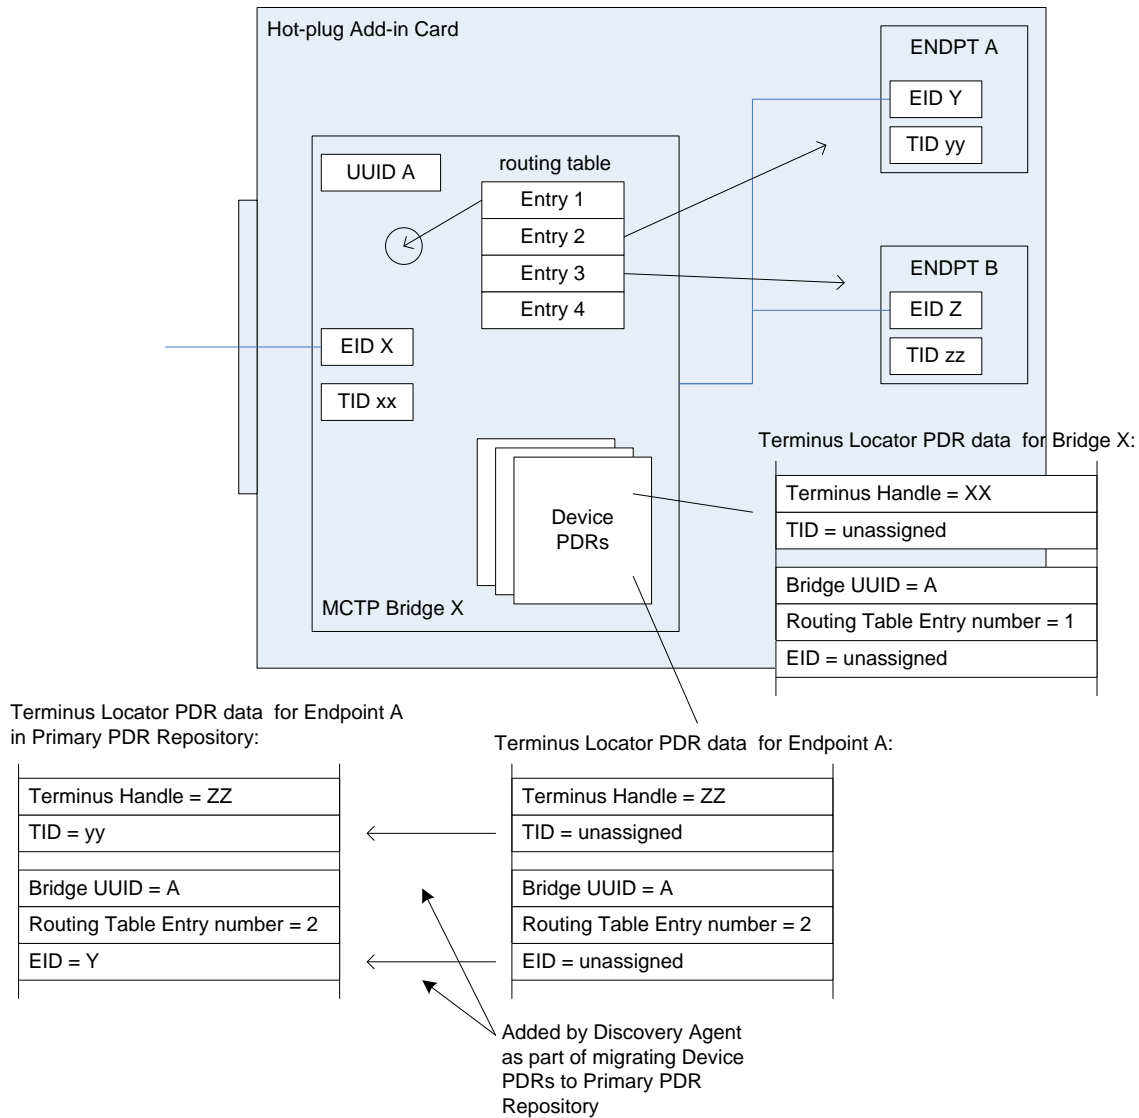 Hot-plug Add-in Card
ENDPT A
EID Y
TID yy
UUID A
routing table
Entry 1
Entry 2
Entry 3
Entry 4
ENDPT B
EID Z
TID zz
EID X
TID xx
Device
PDRs
MCTP Bridge X
Terminus Locator PDR data  for Bridge X:
Terminus Handle = XX
TID = unassigned
Bridge UUID = A
Routing Table Entry number = 1
EID = unassigned
Terminus Locator PDR data  for Endpoint A
in Primary PDR Repository:
Terminus Handle = ZZ
TID = yy
Bridge UUID = A
Routing Table Entry number = 2
EID = Y
Terminus Locator PDR data  for Endpoint A:
Terminus Handle = ZZ
TID = unassigned
Bridge UUID = A
Routing Table Entry number = 2
EID = unassigned
Added by Discovery Agent
as part of migrating Device
PDRs to Primary PDR
Repository